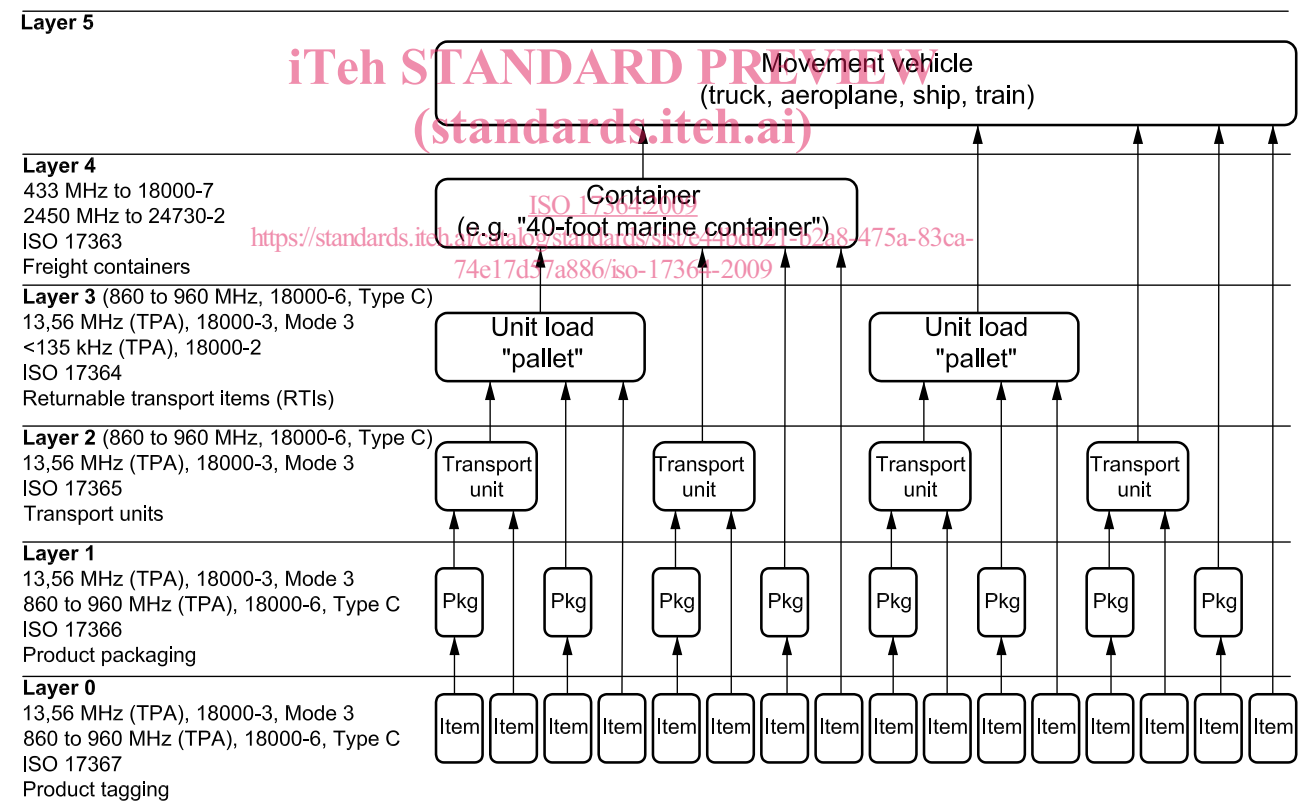 Layer 5
Movement vehicle
(truck, aeroplane, ship, train)
iTeh STANDARD PREVIEW
(standards.iteh.ai)
Layer 4
433 MHz to 18000-7
2450 MHz to 24730-2
ISO 17363
Freight containers
Container
(e.g. "40-foot marine container")
ISO 17364:2009
https://standards.iteh.ai/catalog/standards/sist/e44bdb21-b2a8-475a-83ca-
74e17d57a886/iso-17364-2009
Layer 3 (860 to 960 MHz, 18000-6, Type C)
13,56 MHz (TPA), 18000-3, Mode 3
<135 kHz (TPA), 18000-2
ISO 17364
Returnable transport items (RTIs)
Unit load
"pallet"
Unit load
"pallet"
Layer 2 (860 to 960 MHz, 18000-6, Type C)
13,56 MHz (TPA), 18000-3, Mode 3
ISO 17365
Transport units
Transport
unit
Transport
unit
Transport
unit
Transport
unit
Layer 1
13,56 MHz (TPA), 18000-3, Mode 3
860 to 960 MHz (TPA), 18000-6, Type C
ISO 17366
Product packaging
Pkg Pkg Pkg Pkg Pkg Pkg Pkg Pkg
Layer 0
13,56 MHz (TPA), 18000-3, Mode 3
860 to 960 MHz (TPA), 18000-6, Type C
ISO 17367
Product tagging
Item Item Item Item Item Item Item Item Item Item Item Item Item Item Item Item